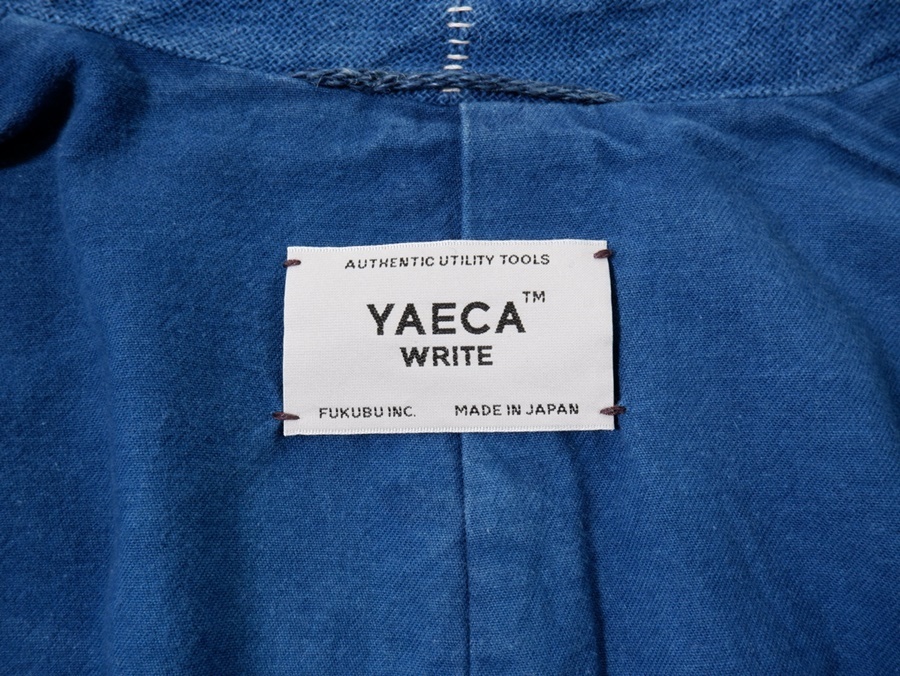 AUTHENTIC UTILITY TOOLS
YAECA™
WRITE
FUKUBU INC. MADE IN JAPAN